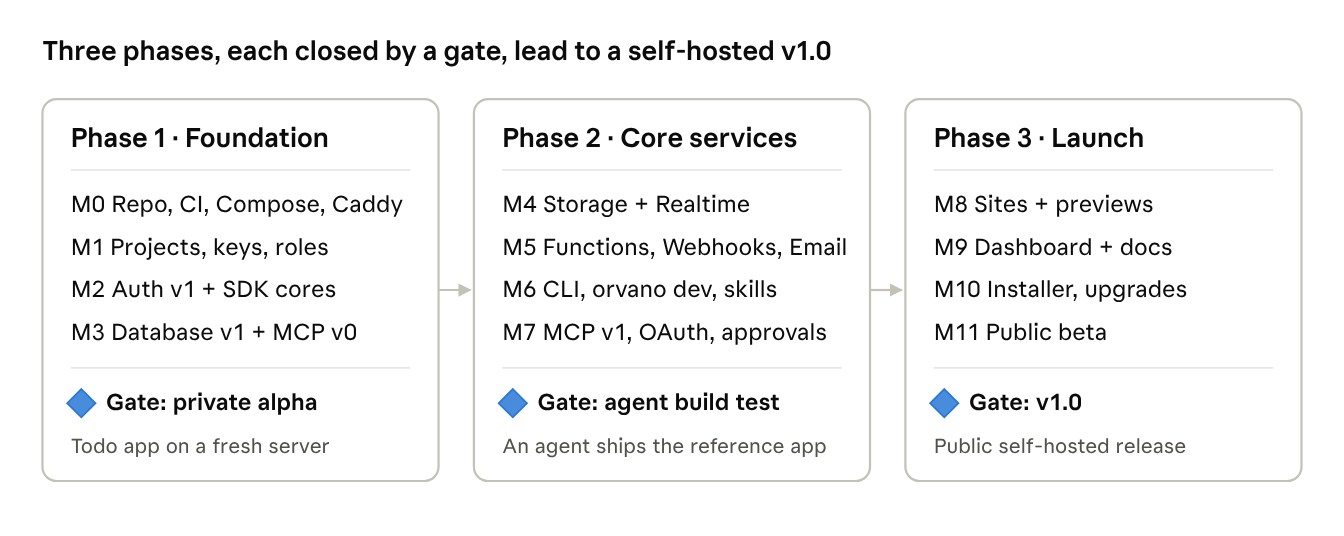 Three phases, each closed by a gate, lead to a self-hosted v1.0
Phase 1 · Foundation
M0 Repo, CI, Compose, Caddy
M1 Projects, keys, roles
M2 Auth v1 + SDK cores
M3 Database v1 + MCP v0
Gate: private alpha
Todo app on a fresh server
Phase 2 · Core services
M4 Storage + Realtime
M5 Functions, Webhooks, Email
M6 CLI, orvano dev, skills
M7 MCP v1, OAuth, approvals
Gate: agent build test
An agent ships the reference app
Phase 3 · Launch
M8 Sites + previews
M9 Dashboard + docs
M10 Installer, upgrades
M11 Public beta
Gate: v1.0
Public self-hosted release